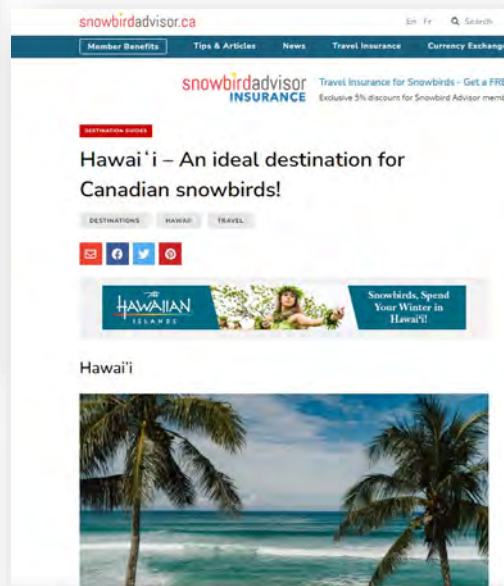 snowbirdadvisor.ca
En Fr Search
Member Benefits Tips & Articles News Travel Insurance Currency Exchange
snowbirdadvisor
INSURANCE
Travel Insurance for Snowbirds - Get a FRE
Exclusive 5% discount for Snowbird Advisor mem
DESTINATION GUIDES
Hawaiʻi – An ideal destination for
Canadian snowbirds!
DESTINATIONS HAWAII TRAVEL
THE
HAWAIIAN
ISLANDS
Snowbirds, Spend
Your Winter in
Hawaiʻi!
Hawaiʻi